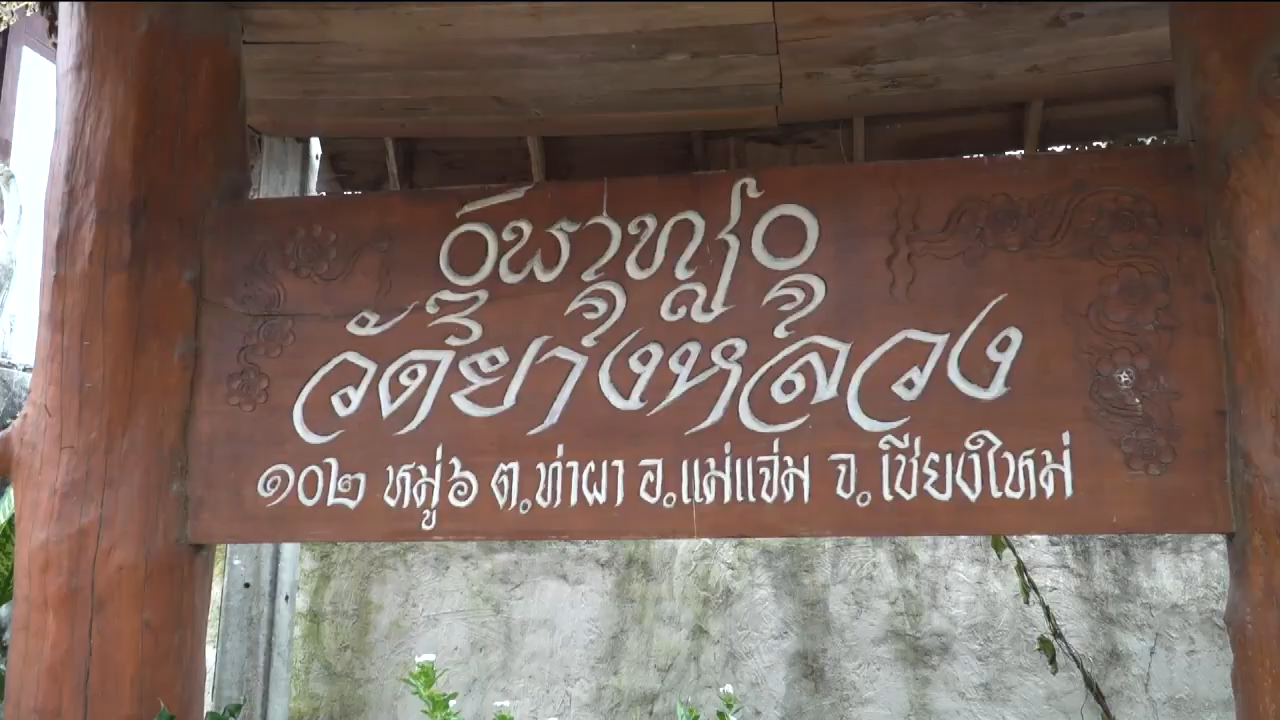 วัดยางหลวง
๑๐๒ หมู่ ๖ ต.ท่าผา อ.แม่แจ่ม จ.เชียงใหม่